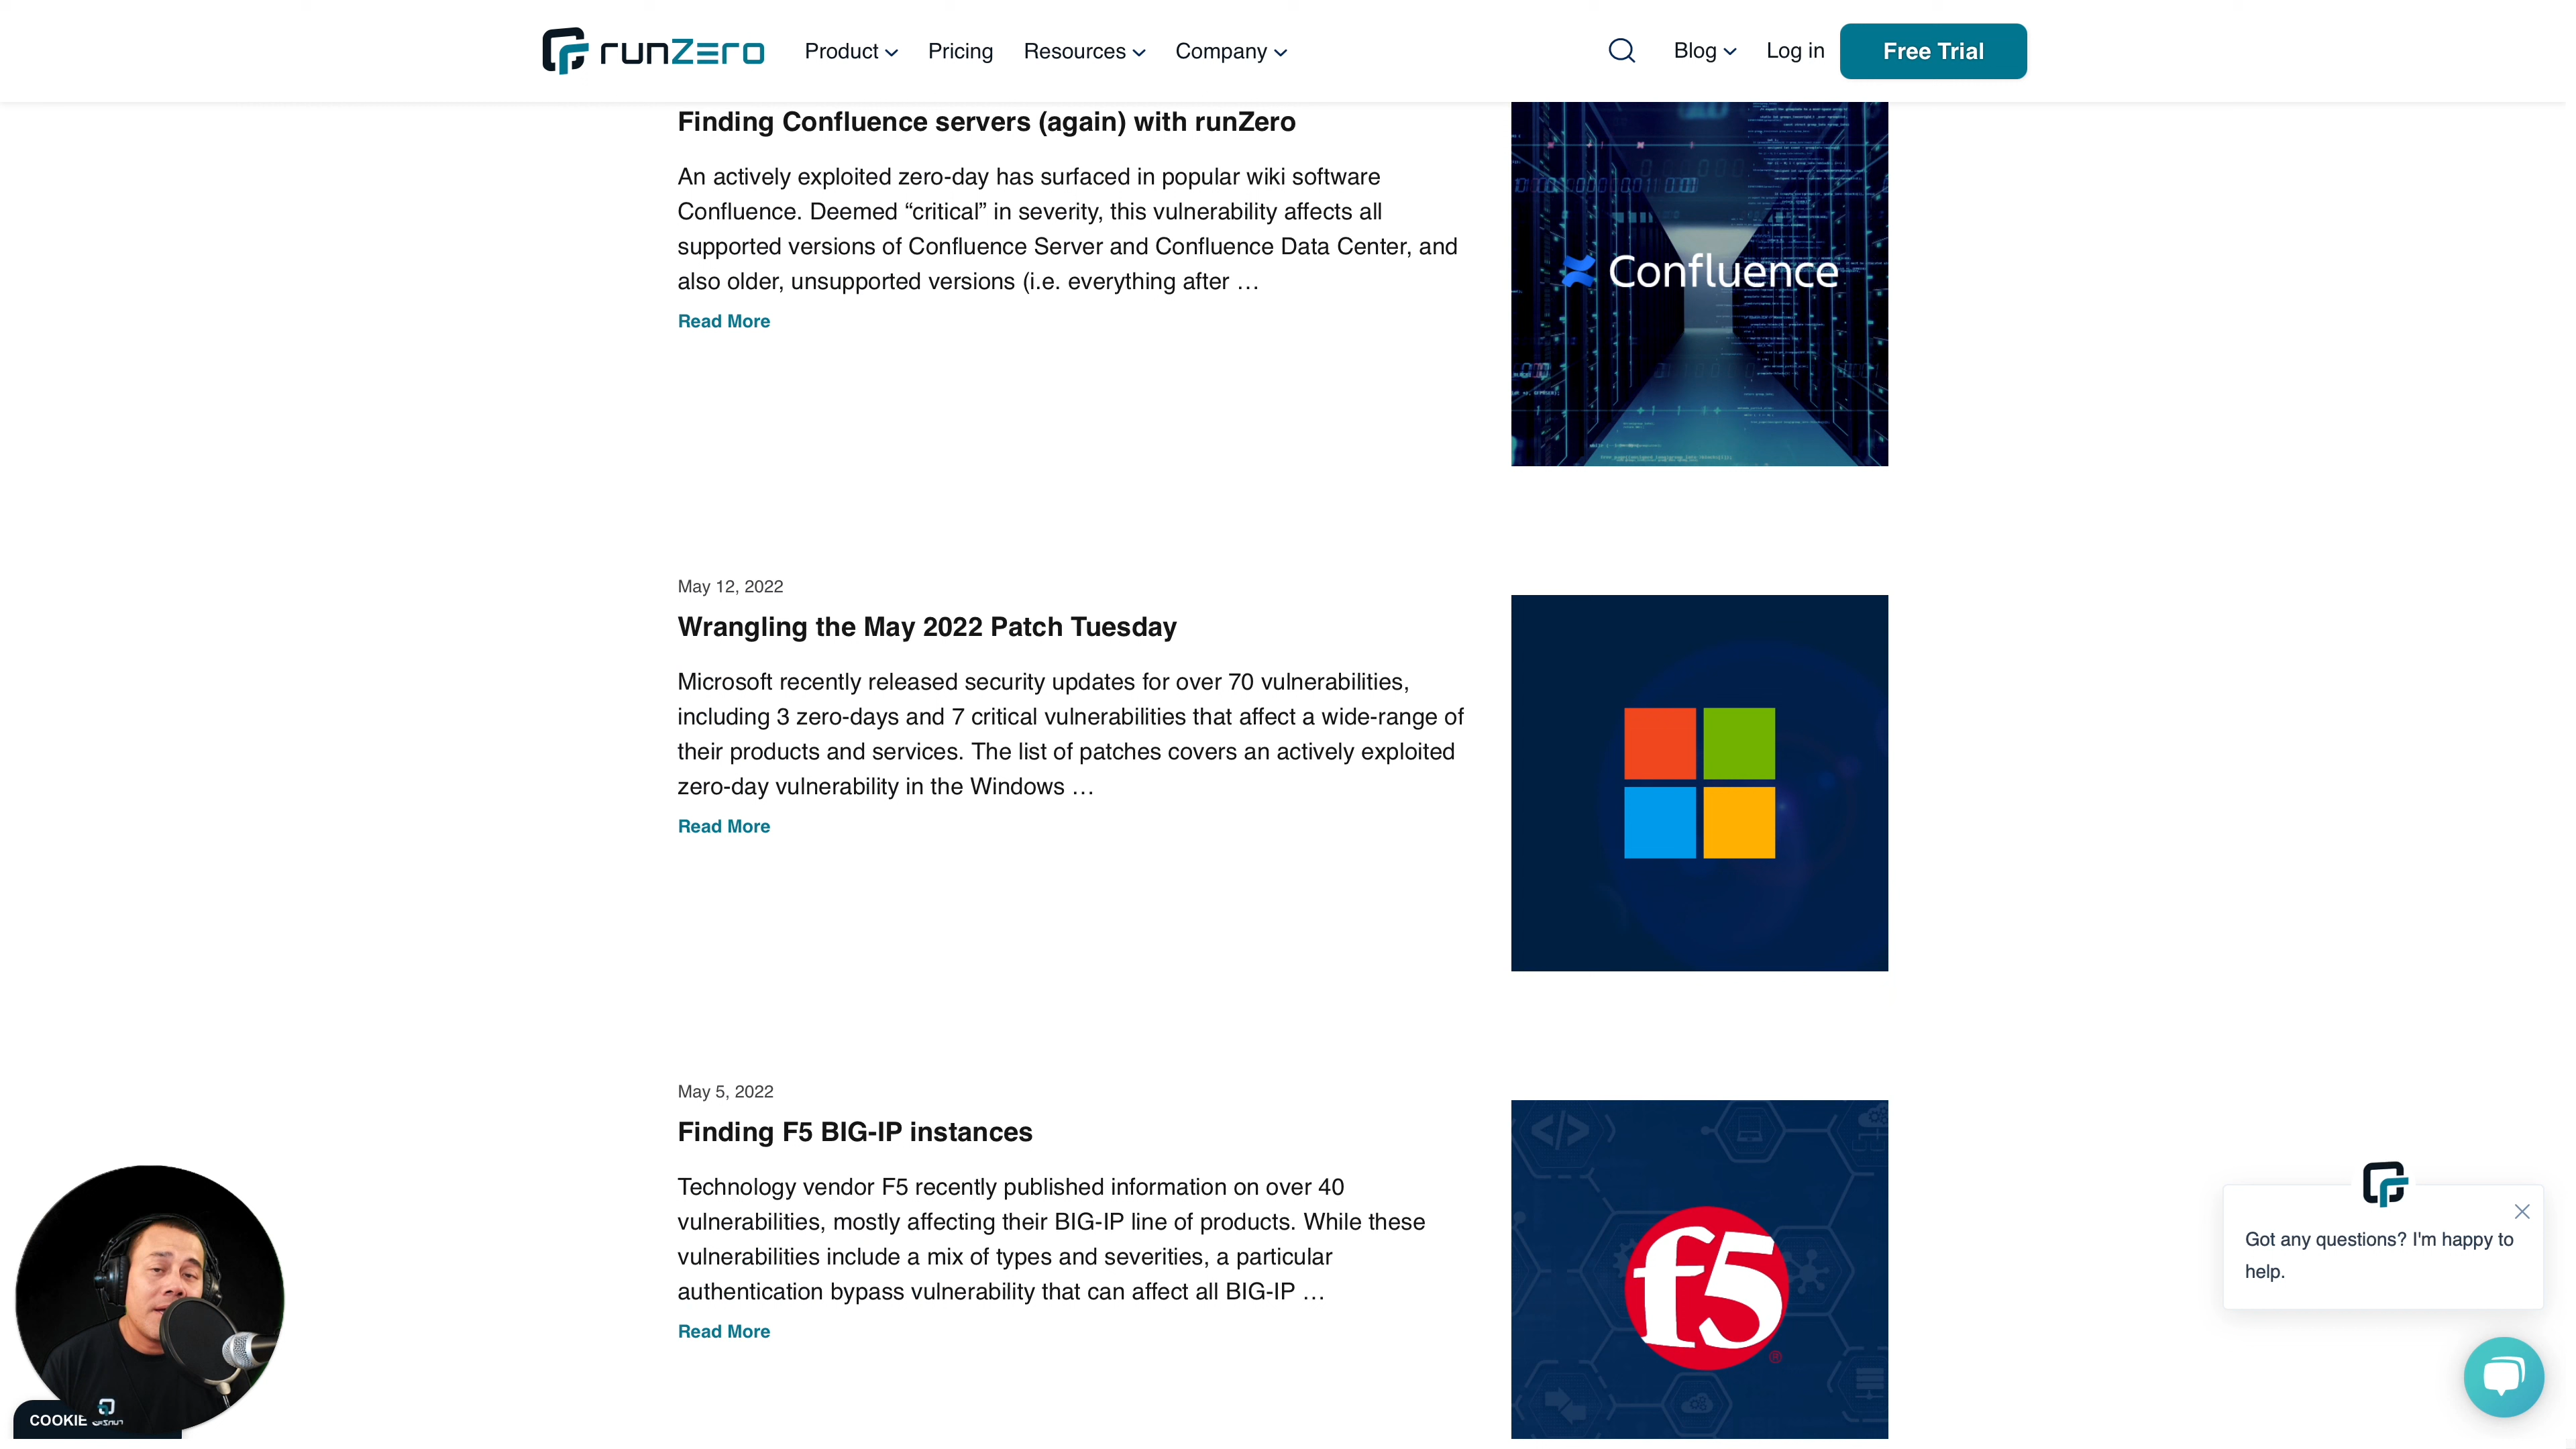 runZero Product Pricing Resources Company Blog Log in Free Trial
Finding Confluence servers (again) with runZero
An actively exploited zero-day has surfaced in popular wiki software
Confluence. Deemed “critical” in severity, this vulnerability affects all
supported versions of Confluence Server and Confluence Data Center, and
also older, unsupported versions (i.e. everything after …
Read More
Confluence
May 12, 2022
Wrangling the May 2022 Patch Tuesday
Microsoft recently released security updates for over 70 vulnerabilities,
including 3 zero-days and 7 critical vulnerabilities that affect a wide-range of
their products and services. The list of patches covers an actively exploited
zero-day vulnerability in the Windows …
Read More
May 5, 2022
Finding F5 BIG-IP instances
Technology vendor F5 recently published information on over 40
vulnerabilities, mostly affecting their BIG-IP line of products. While these
vulnerabilities include a mix of types and severities, a particular
authentication bypass vulnerability that can affect all BIG-IP …
Read More
f5
Got any questions? I'm happy to
help.
COOKIE